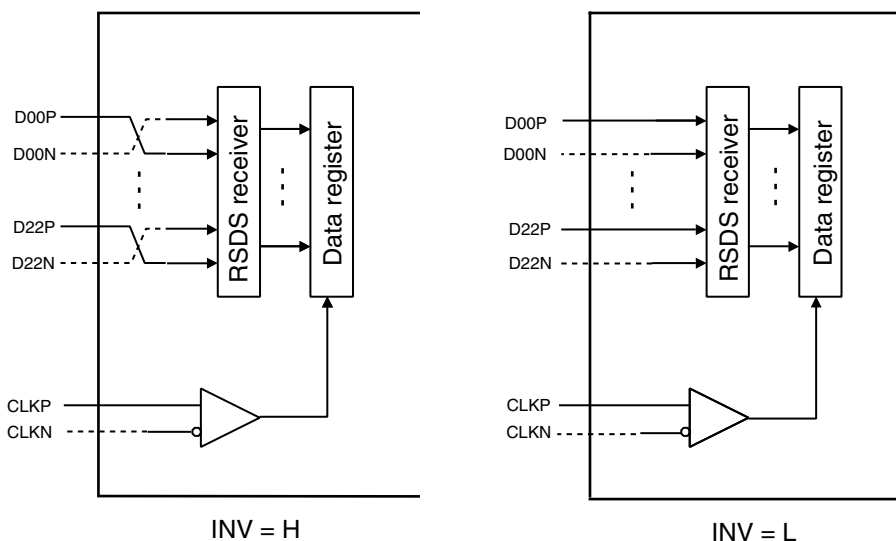 D00P
D00N
D22P
D22N
CLKP
CLKN
RSDS receiver
Data register
INV = H
D00P
D00N
D22P
D22N
CLKP
CLKN
RSDS receiver
Data register
INV = L